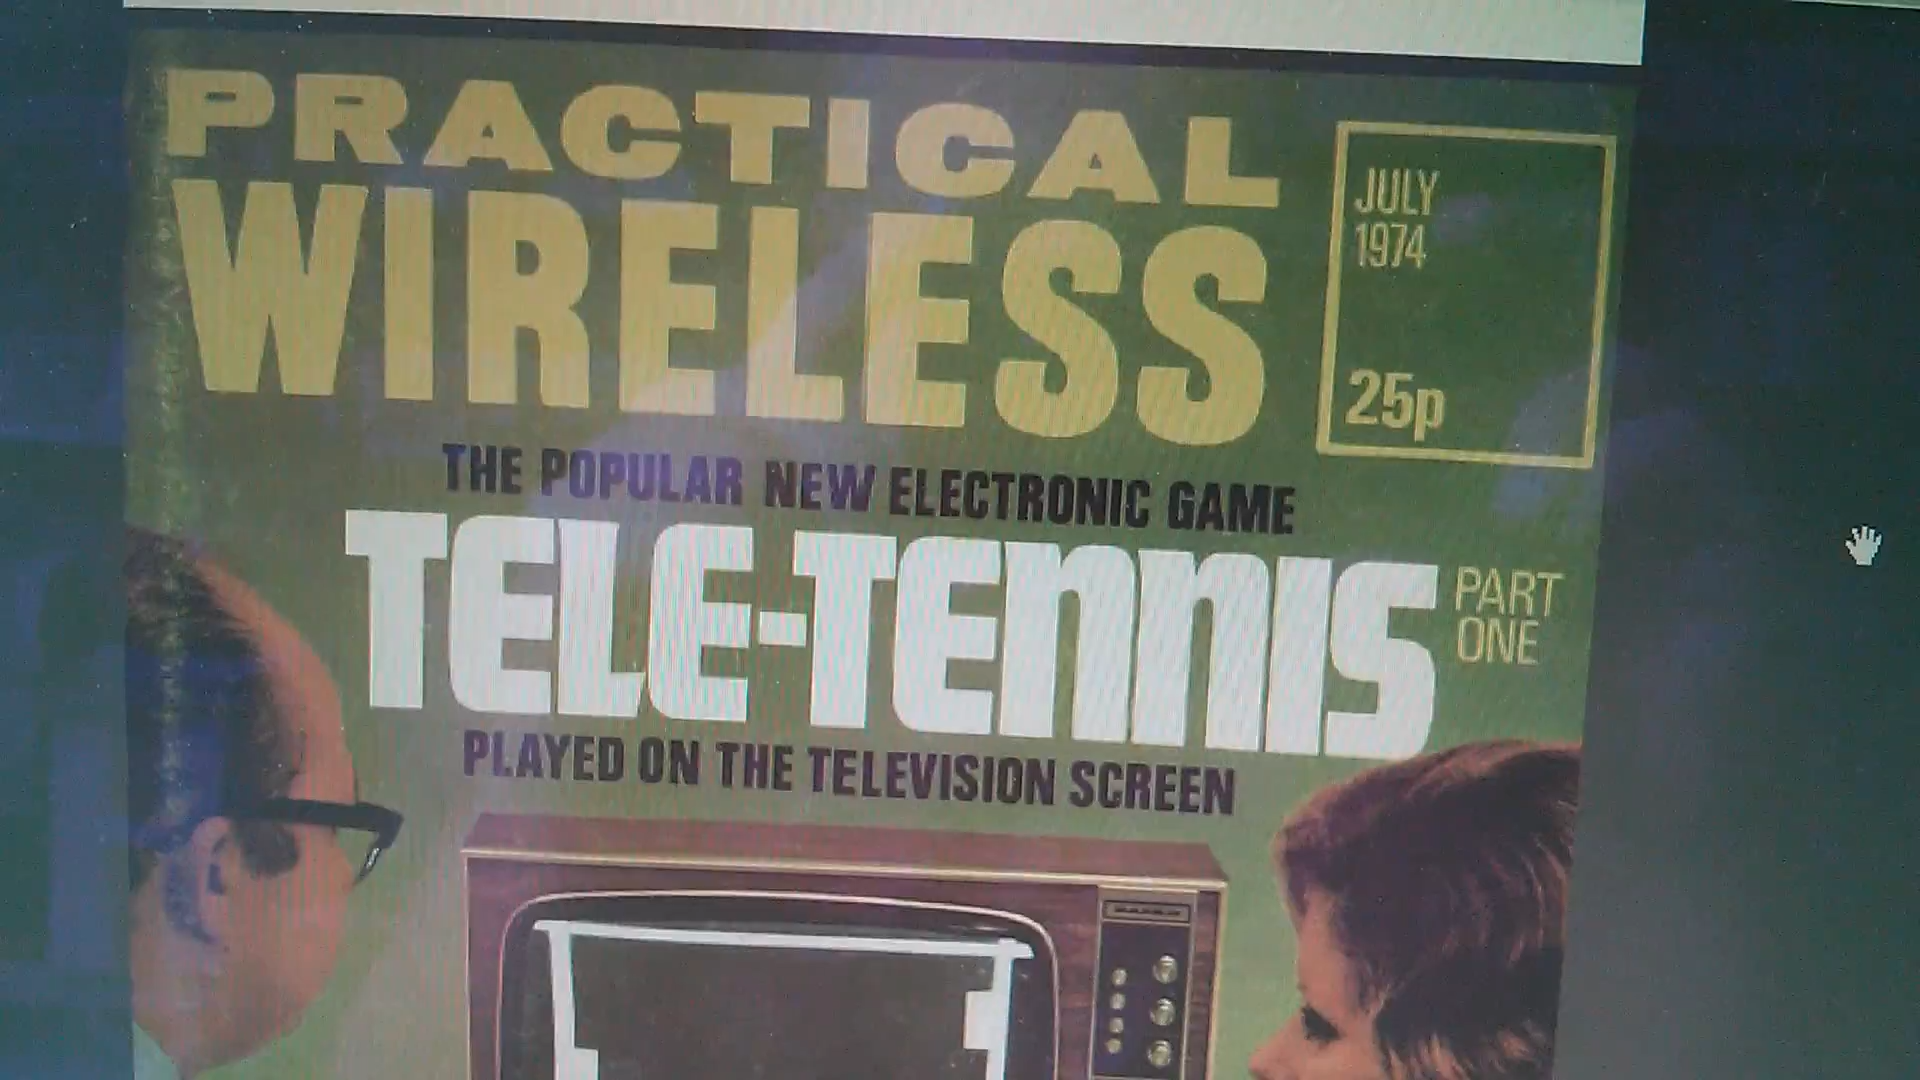 PRACTICAL
WIRELESS
JULY
1974
25p
THE POPULAR NEW ELECTRONIC GAME
TELE-TENNIS
PART
ONE
PLAYED ON THE TELEVISION SCREEN